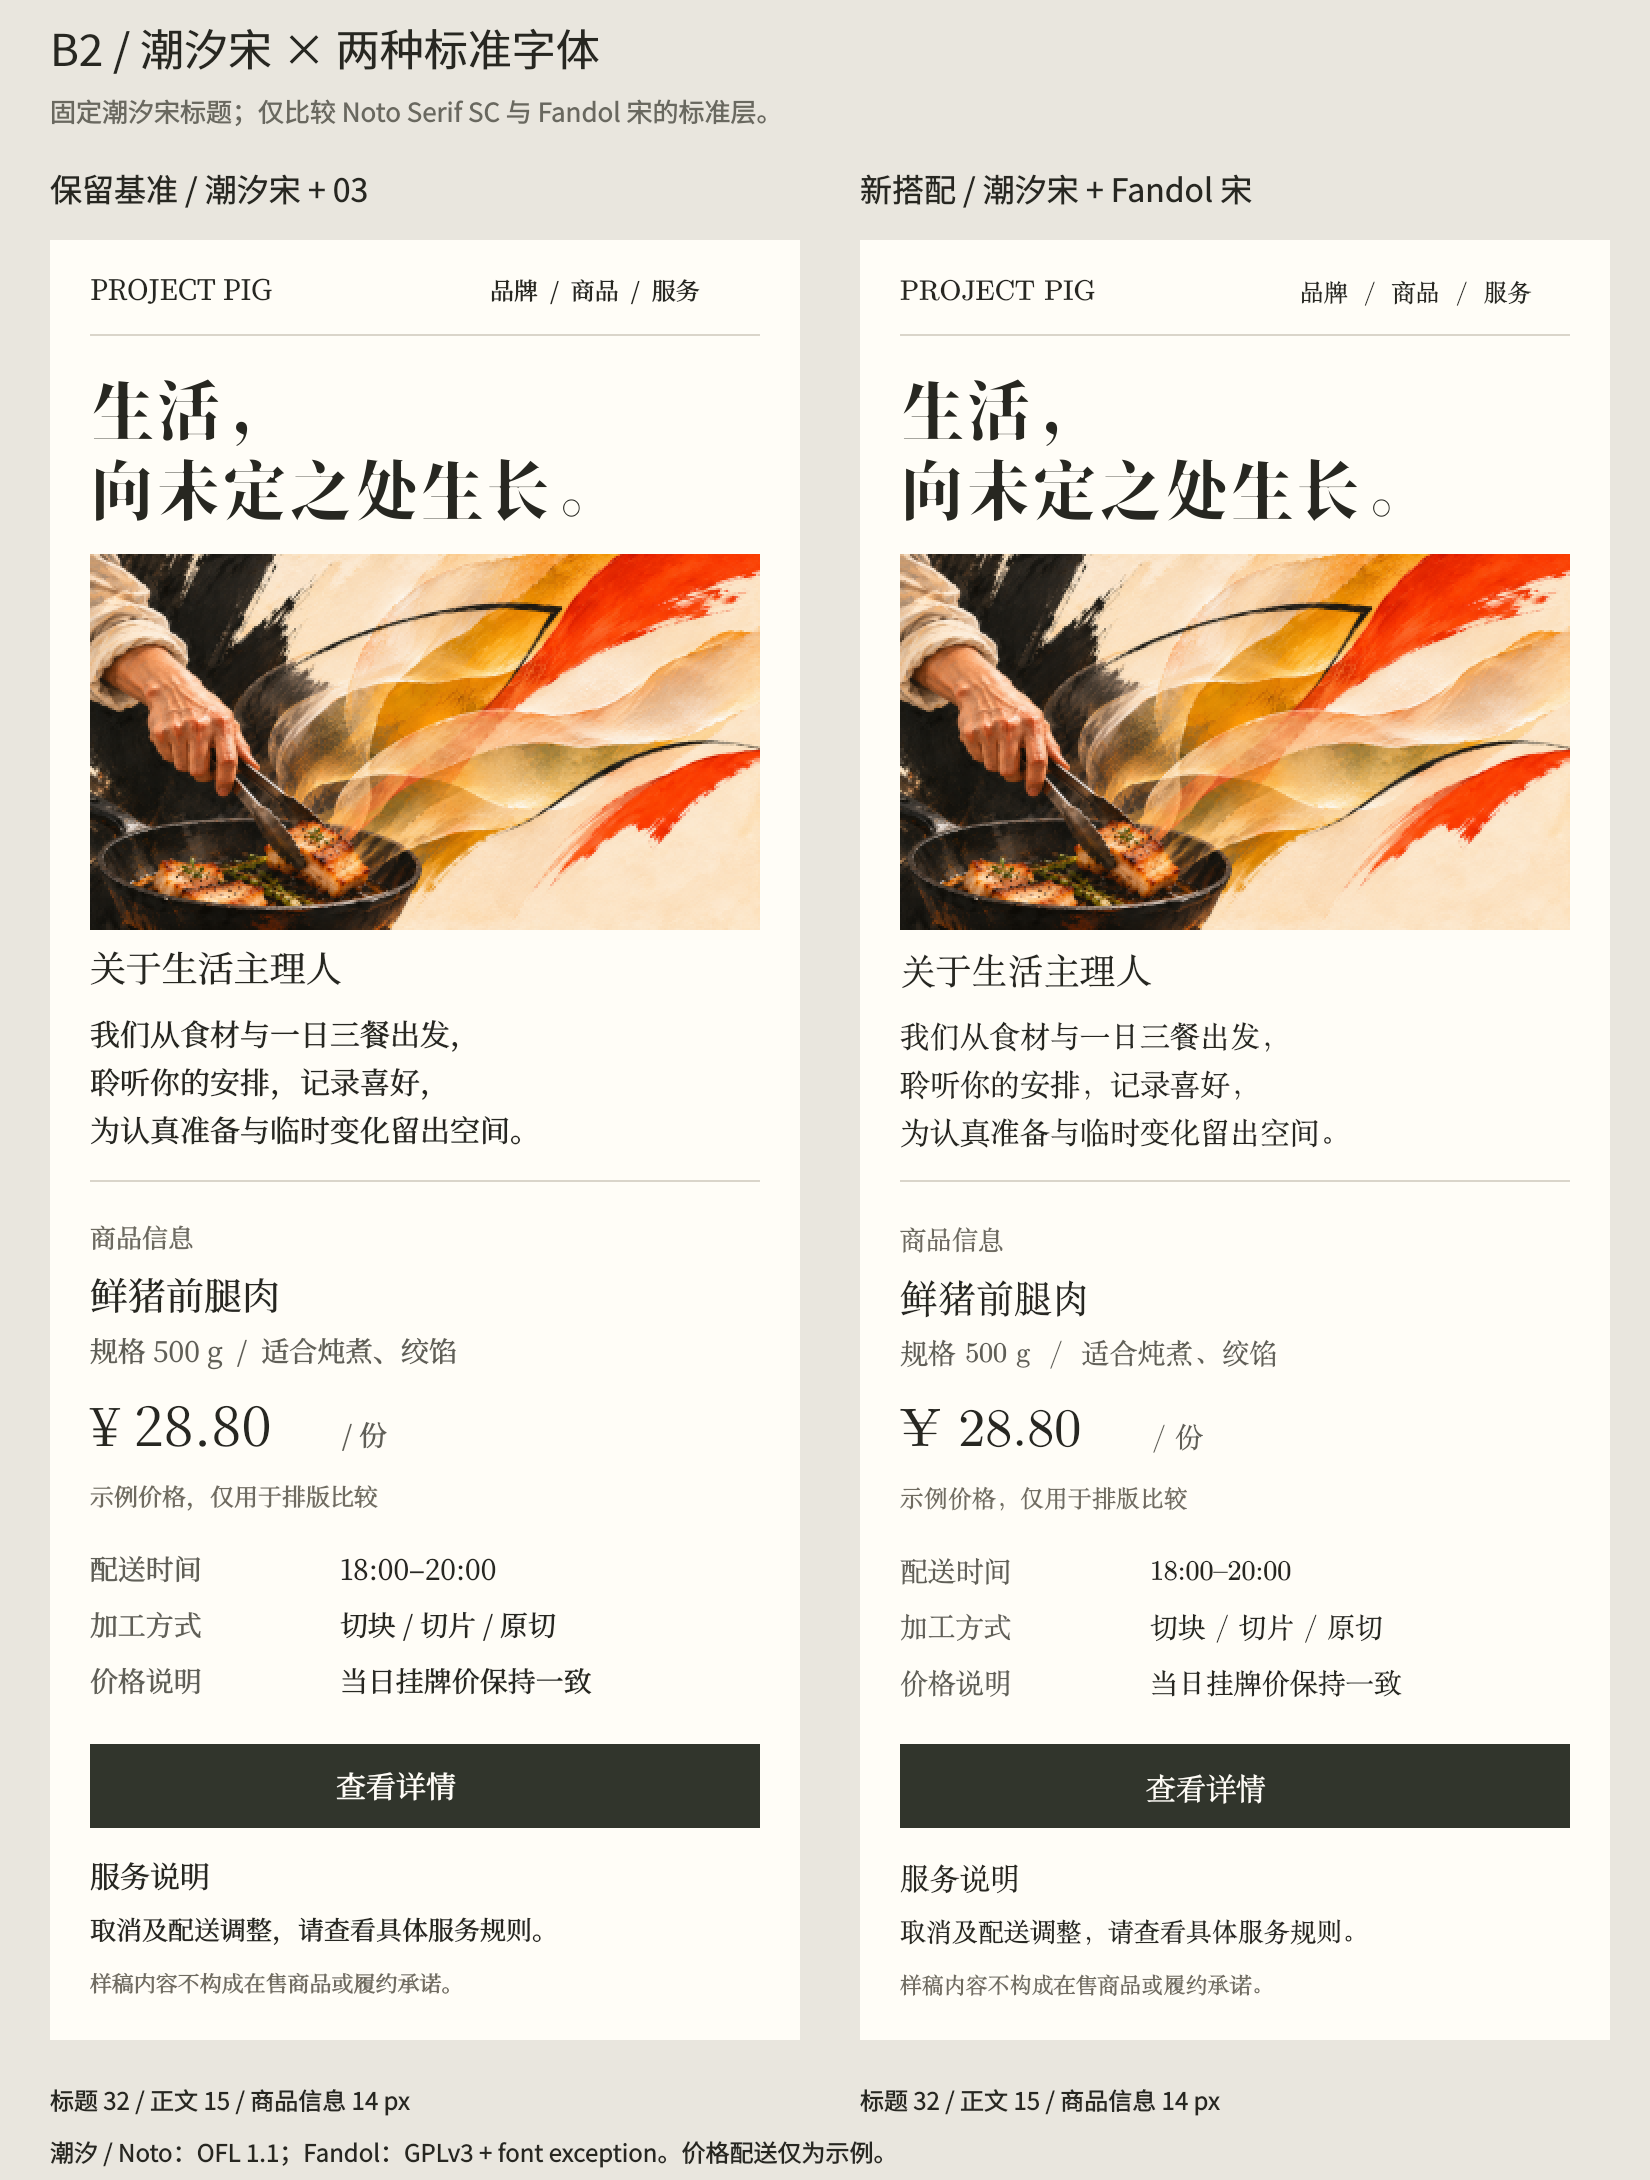 B2 / 潮汐宋 × 两种标准字体
固定潮汐宋标题；仅比较 Noto Serif SC 与 Fandol 宋的标准层。
保留基准 / 潮汐宋 + 03
PROJECT PIG
品牌 / 商品 / 服务
生活，
向未定之处生长。
关于生活主理人
我们从食材与一日三餐出发，
聆听你的安排，记录喜好，
为认真准备与临时变化留出空间。
商品信息
鲜猪前腿肉
规格 500 g / 适合炖煮、绞馅
¥ 28.80 / 份
示例价格，仅用于排版比较
配送时间 18:00–20:00
加工方式 切块 / 切片 / 原切
价格说明 当日挂牌价保持一致
查看详情
服务说明
取消及配送调整，请查看具体服务规则。
样稿内容不构成在售商品或履约承诺。
标题 32 / 正文 15 / 商品信息 14 px
新搭配 / 潮汐宋 + Fandol 宋
PROJECT PIG
品牌 / 商品 / 服务
生活，
向未定之处生长。
关于生活主理人
我们从食材与一日三餐出发，
聆听你的安排，记录喜好，
为认真准备与临时变化留出空间。
商品信息
鲜猪前腿肉
规格 500 g / 适合炖煮、绞馅
¥ 28.80 / 份
示例价格，仅用于排版比较
配送时间 18:00–20:00
加工方式 切块 / 切片 / 原切
价格说明 当日挂牌价保持一致
查看详情
服务说明
取消及配送调整，请查看具体服务规则。
样稿内容不构成在售商品或履约承诺。
标题 32 / 正文 15 / 商品信息 14 px
潮汐 / Noto：OFL 1.1；Fandol：GPLv3 + font exception。价格配送仅为示例。